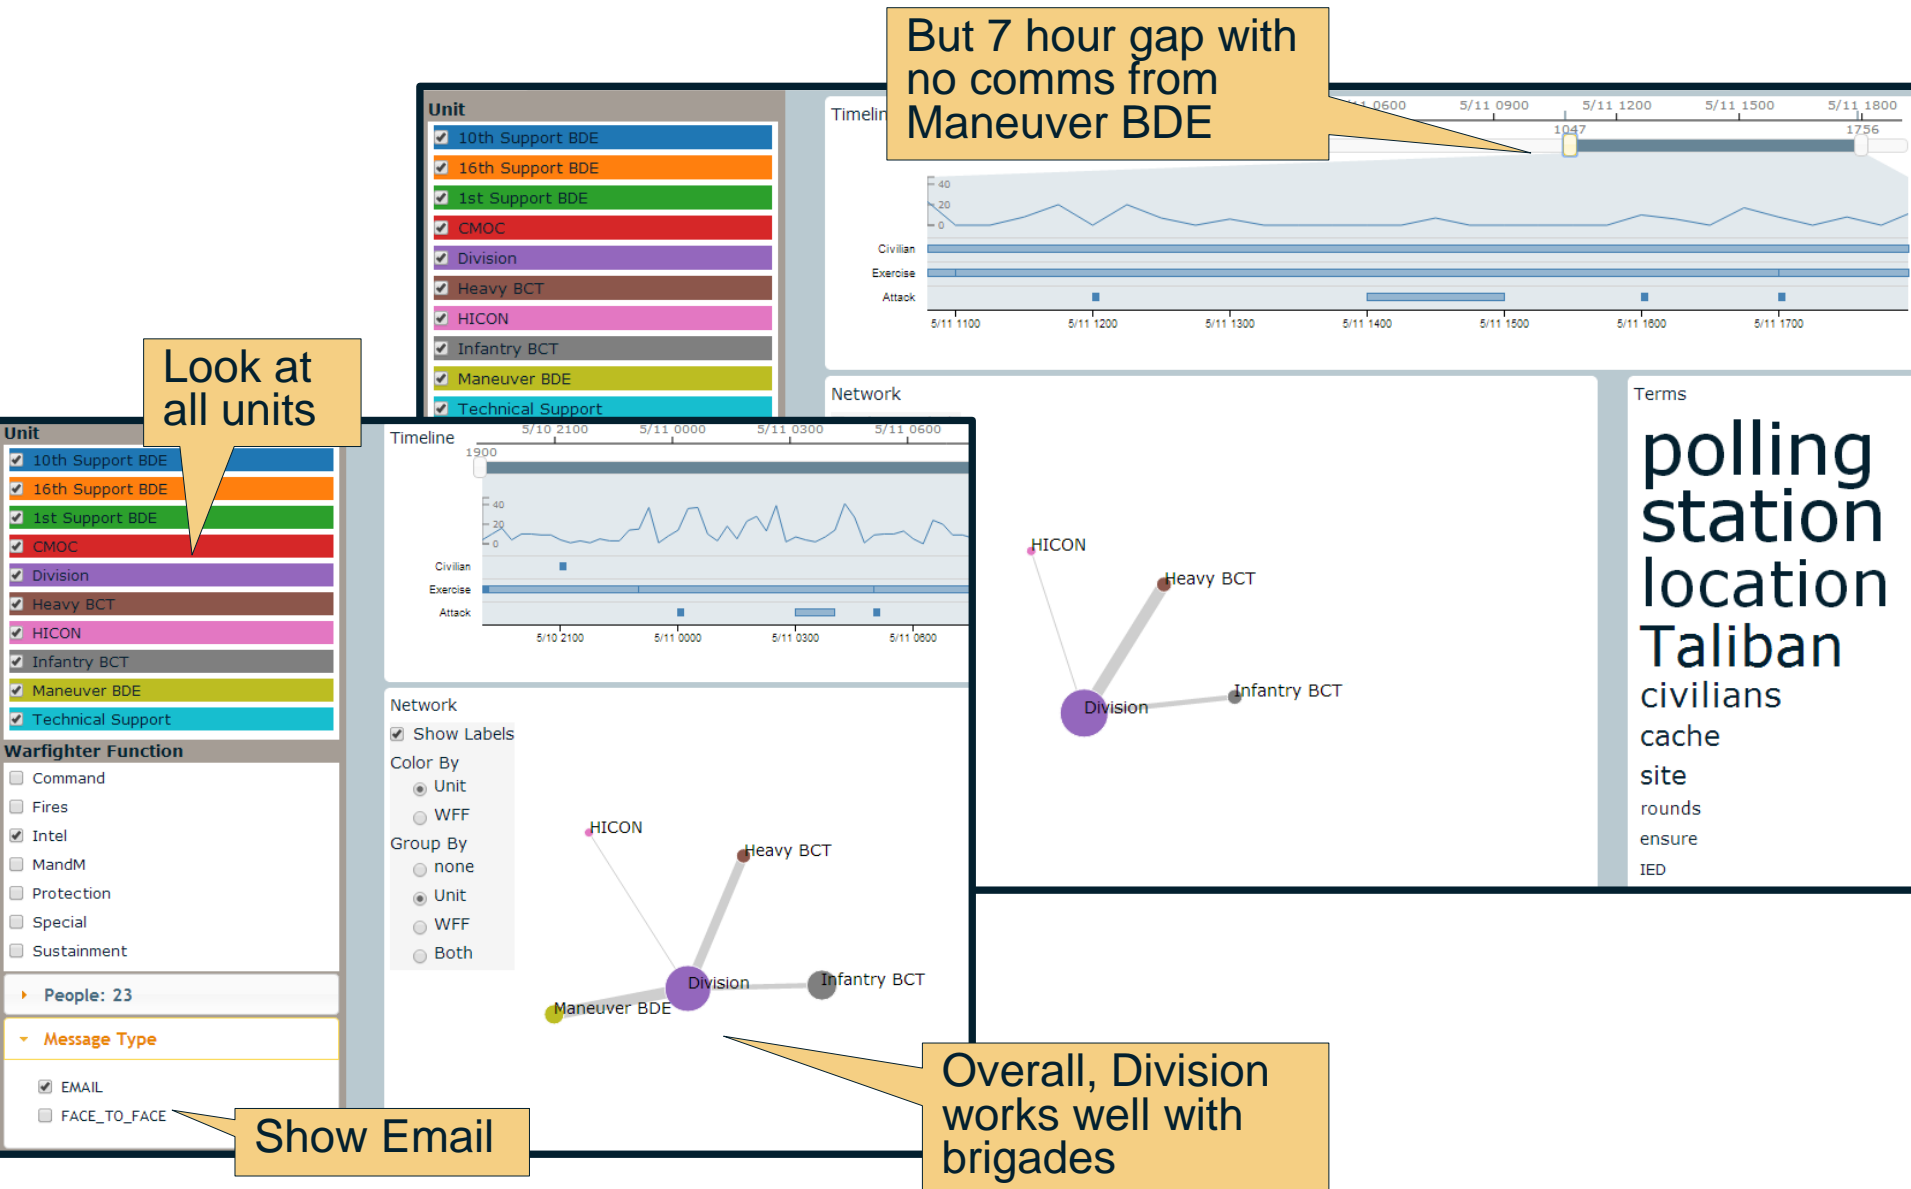 But 7 hour gap with
no comms from
Maneuver BDE
Unit
10th Support BDE
16th Support BDE
1st Support BDE
CMOC
Division
Heavy BCT
HICON
Infantry BCT
Maneuver BDE
Technical Support
5/11 0900 5/11 1200 5/11 1500 5/11 1800
1047 1756
40
20
0
Civilian
Exercise
Attack
5/11 1100 5/11 1200 5/11 1300 5/11 1400 5/11 1500 5/11 1600 5/11 1700
Network
HICON
Heavy BCT
Infantry BCT
Division
Terms
polling
station
location
Taliban
civilians
cache
site
rounds
ensure
IED
Look at
all units
Unit
10th Support BDE
16th Support BDE
1st Support BDE
CMOC
Division
Heavy BCT
HICON
Infantry BCT
Maneuver BDE
Technical Support
Warfighter Function
Command
Fires
Intel
MandM
Protection
Special
Sustainment
People: 23
Message Type
EMAIL
FACE_TO_FACE
Show Email
Timeline
5/10 2100 5/11 0000 5/11 0300 5/11 0600
1900
40
20
0
Civilian
Exercise
Attack
5/10 2100 5/11 0000 5/11 0300 5/11 0600
Network
Show Labels
Color By
Unit
WFF
Group By
none
Unit
WFF
Both
HICON
Heavy BCT
Division
Infantry BCT
Maneuver BDE
Overall, Division
works well with
brigades